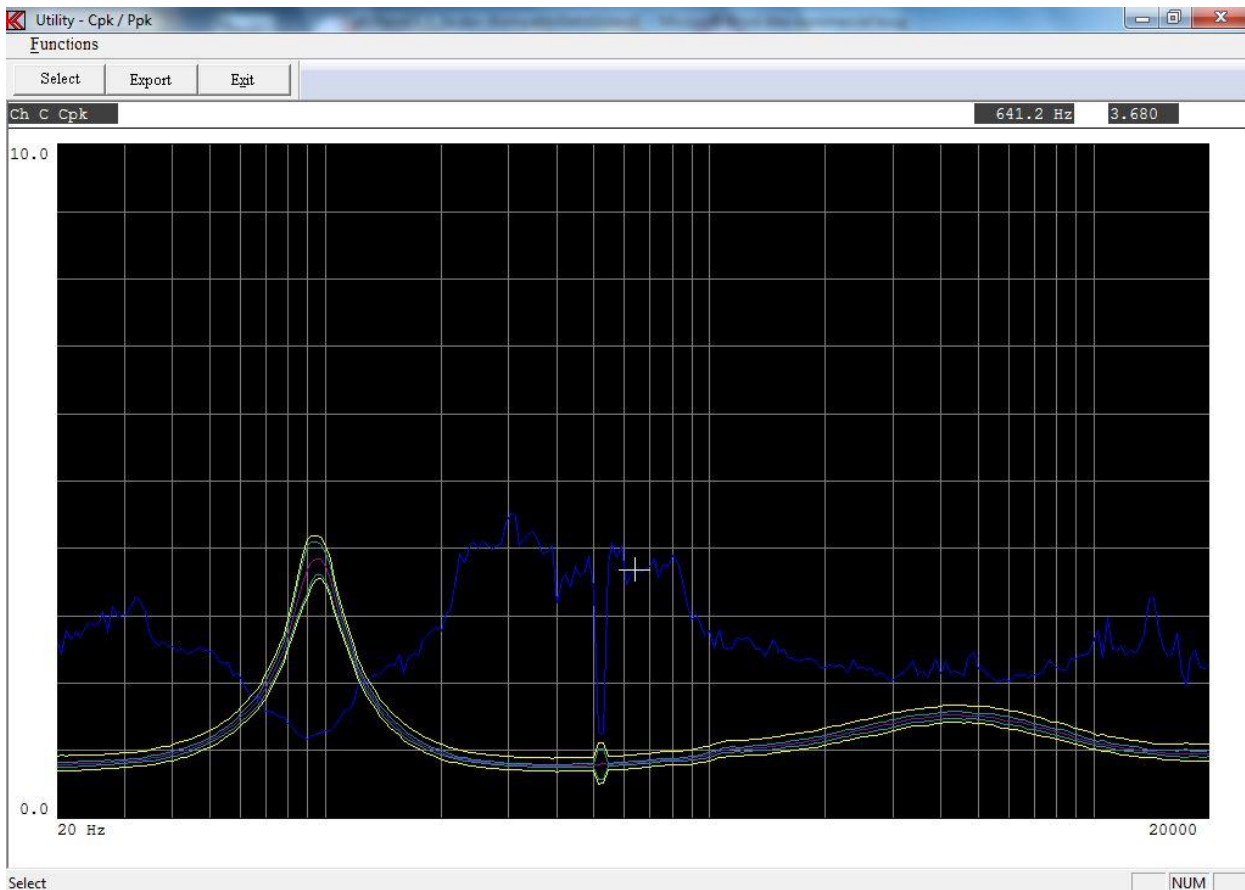 Utility - Cpk / Ppk
Functions
Select Export Exit
Ch C Cpk 641.2 Hz 3.680
10.0
0.0
20 Hz 20000
Select NUM